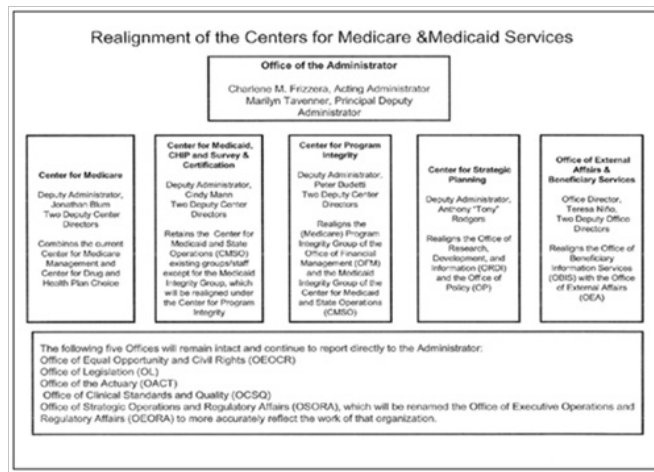 Realignment of the Centers for Medicare &Medicaid Services
Office of the Administrator
Charlene M. Frizzera, Acting Administrator
Marilyn Tavenner, Principal Deputy
Administrator
Center for Medicare
Deputy Administrator,
Jonathan Blum
Two Deputy Center
Directors
Combines the current
Center for Medicare
Management and
Center for Drug and
Health Plan Choice
Center for Medicaid,
CHIP and Survey &
Certification
Deputy Administrator,
Cindy Mann
Two Deputy Center
Directors
Retains the Center for
Medicaid and State
Operations (CMSO)
existing groups/staff
except for the Medicaid
Integrity Group, which
will be realigned under
the Center for Program
Integrity
Center for Program
Integrity
Deputy Administrator,
Peter Budetti
Two Deputy Center
Directors
Realigns the
(Medicare) Program
Integrity Group of the
Office of Financial
Management (OFM)
and the Medicaid
Integrity Group of the
Center for Medicaid
and State Operations
(CMSO)
Center for Strategic
Planning
Deputy Administrator,
Anthony "Tony"
Rodgers
Realigns the Office of
Research,
Development, and
Information (ORDI)
and the Office of
Policy (OP)
Office of External
Affairs &
Beneficiary Services
Office Director,
Teresa Niño,
Two Deputy Office
Directors
Realigns the Office of
Beneficiary
Information Services
(OBIS) with the Office
of External Affairs
(OEA)
The following five Offices will remain intact and continue to report directly to the Administrator:
Office of Equal Opportunity and Civil Rights (OEOCR)
Office of Legislation (OL)
Office of the Actuary (OACT)
Office of Clinical Standards and Quality (OCSQ)
Office of Strategic Operations and Regulatory Affairs (OSORA), which will be renamed the Office of Executive Operations and
Regulatory Affairs (OEORA) to more accurately reflect the work of that organization.